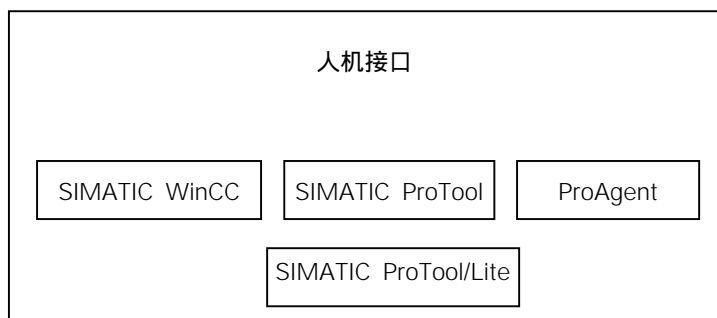 人机接口
SIMATIC WinCC
SIMATIC ProTool
ProAgent
SIMATIC ProTool/Lite